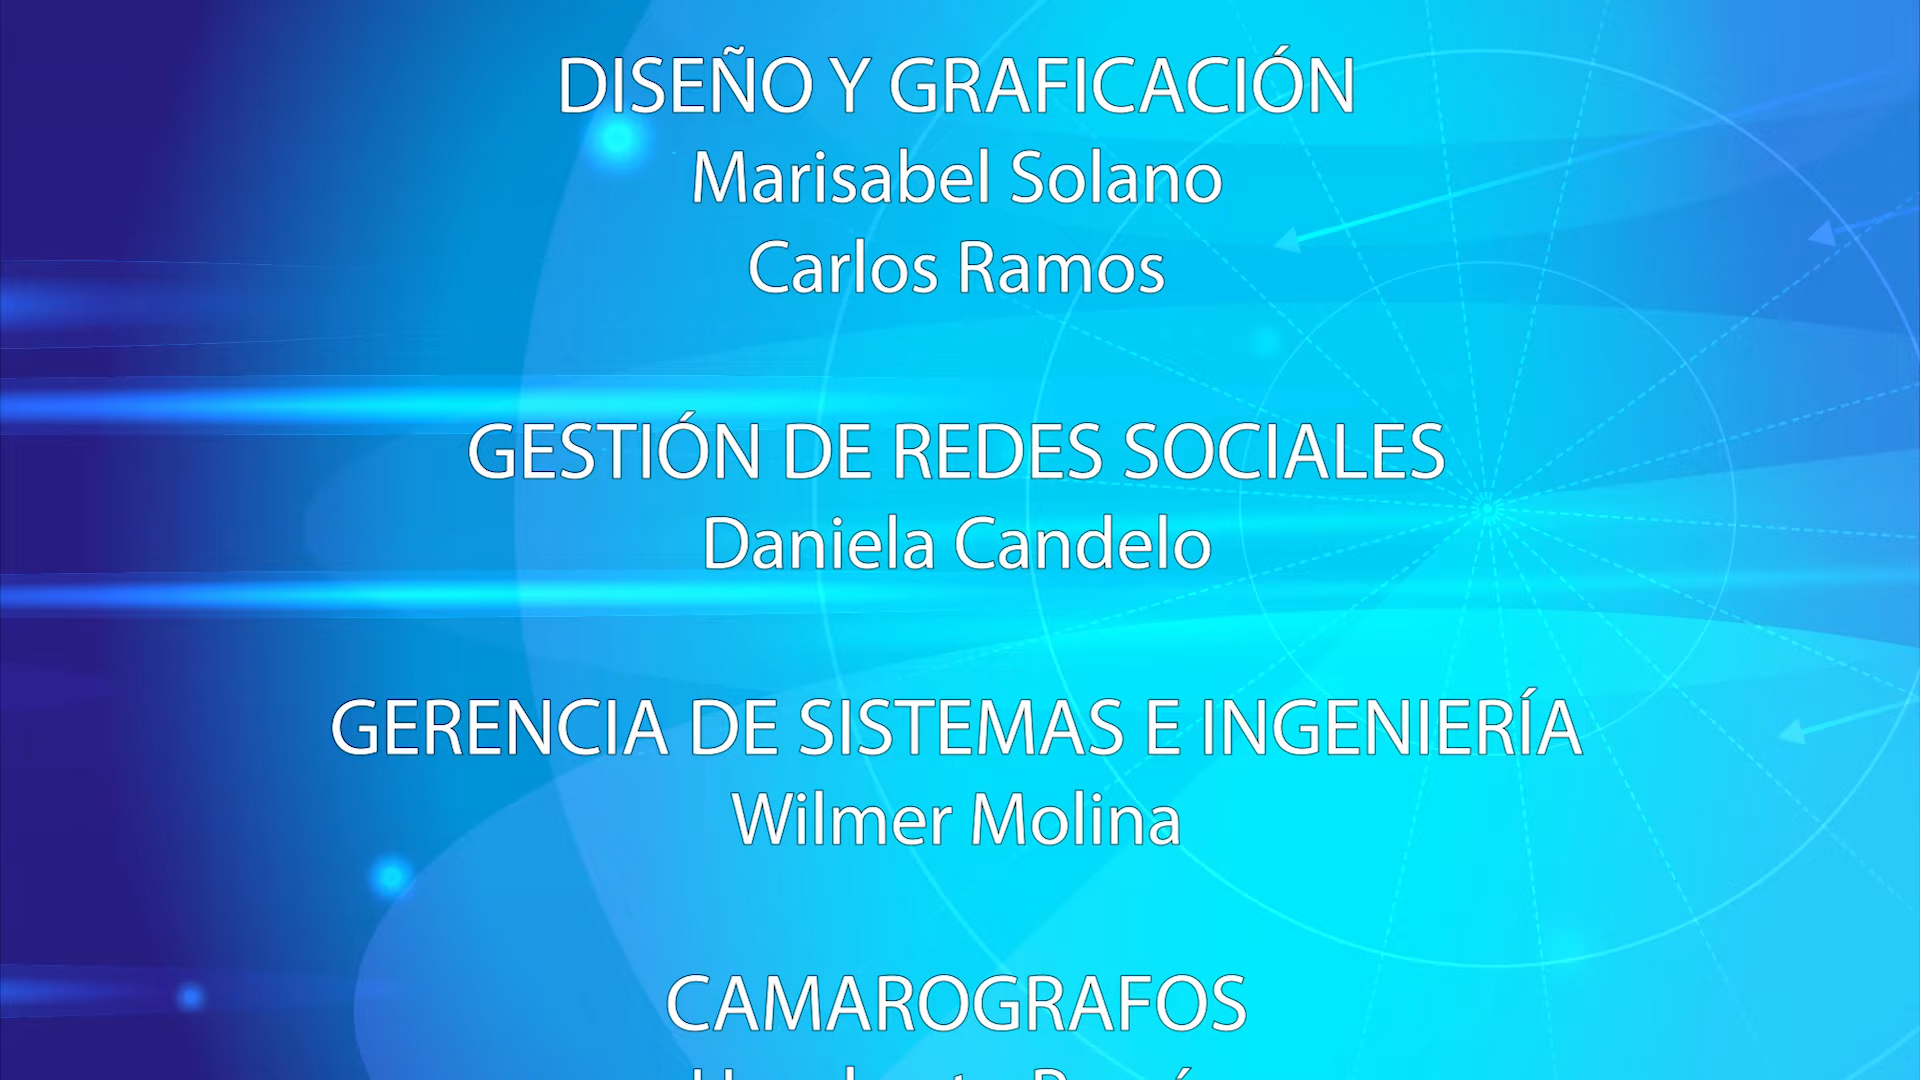 DISEÑO Y GRAFICACIÓN
Marisabel Solano
Carlos Ramos
GESTIÓN DE REDES SOCIALES
Daniela Candelo
GERENCIA DE SISTEMAS E INGENIERÍA
Wilmer Molina
CAMAROGRAFOS